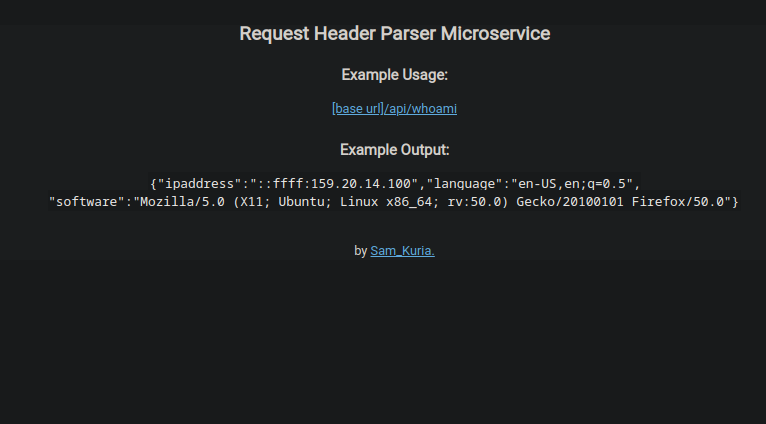 Request Header Parser Microservice
Example Usage:
[base url]/api/whoami
Example Output:
{"ipaddress":"::ffff:159.20.14.100","language":"en-US,en;q=0.5",
"software":"Mozilla/5.0 (X11; Ubuntu; Linux x86_64; rv:50.0) Gecko/20100101 Firefox/50.0"}
by Sam_Kuria.